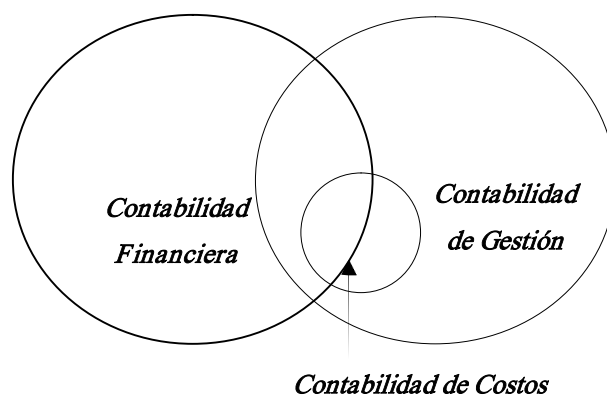 Contabilidad
Financiera
Contabilidad
de Gestión
Contabilidad de Costos